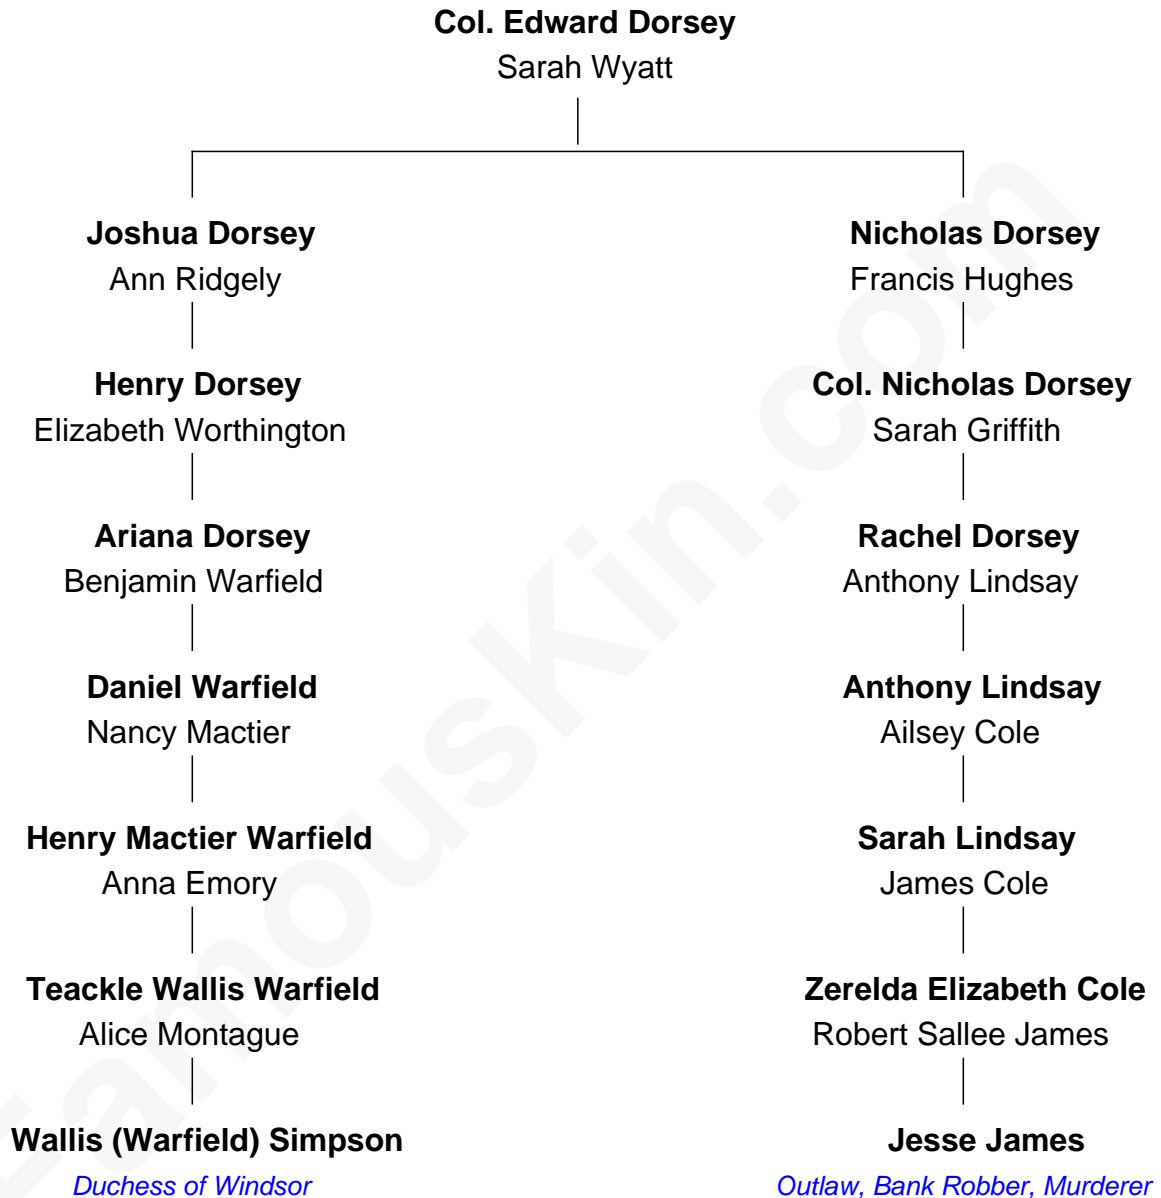 Col. Edward Dorsey
Sarah Wyatt
Joshua Dorsey
Ann Ridgely
Nicholas Dorsey
Francis Hughes
Henry Dorsey
Elizabeth Worthington
Col. Nicholas Dorsey
Sarah Griffith
Ariana Dorsey
Benjamin Warfield
Rachel Dorsey
Anthony Lindsay
Daniel Warfield
Nancy Mactier
Anthony Lindsay
Ailsey Cole
Henry Mactier Warfield
Anna Emory
Sarah Lindsay
James Cole
Teackle Wallis Warfield
Alice Montague
Zerelda Elizabeth Cole
Robert Sallee James
Wallis (Warfield) Simpson
Duchess of Windsor
Jesse James
Outlaw, Bank Robber, Murderer
FamousKin.com